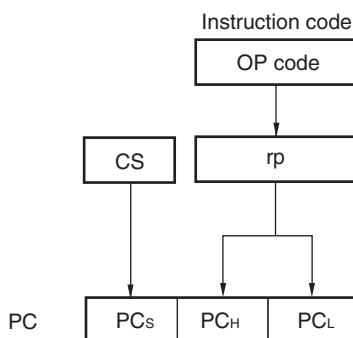 Instruction code
OP code
CS
rp
PC
PCS
PCH
PCL